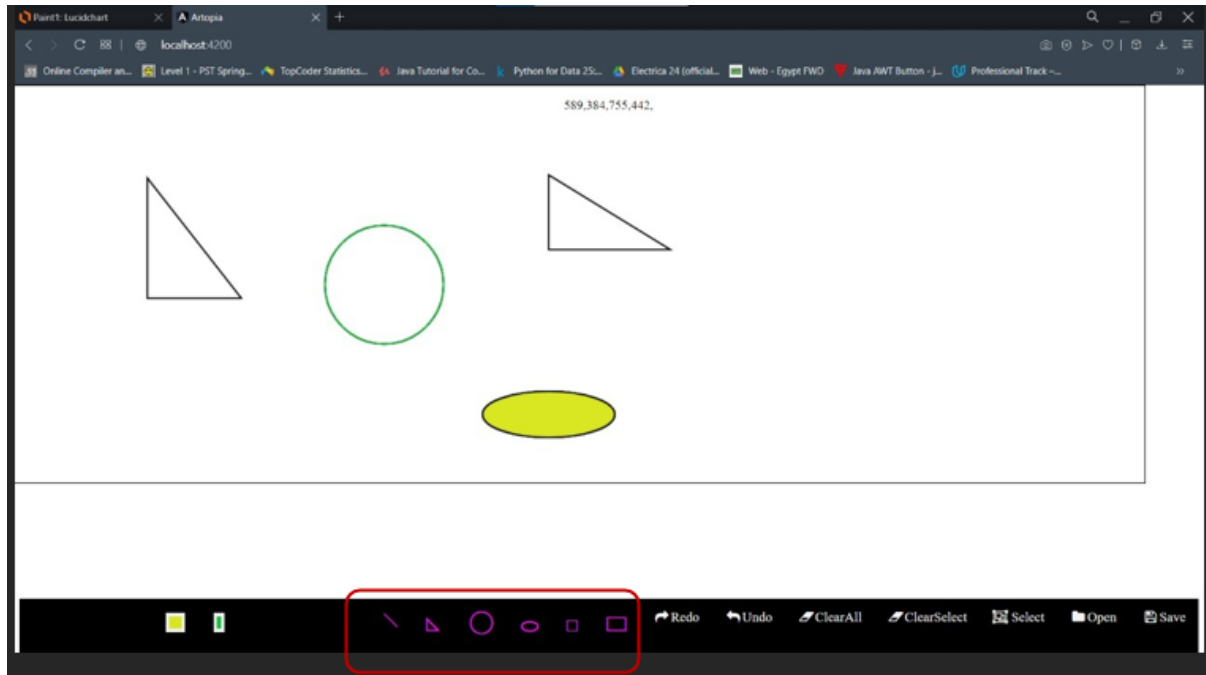 Paint1: Lucidchart Artopia
localhost:4200
Online Compiler an... Level 1 - PST Spring... TopCoder Statistics... Java Tutorial for Co... Python for Data 25:... Electrica 24 (official... Web - Egypt FWD Java AWT Button - j... Professional Track –...
589,384,755,442,
Redo Undo ClearAll ClearSelect Select Open Save